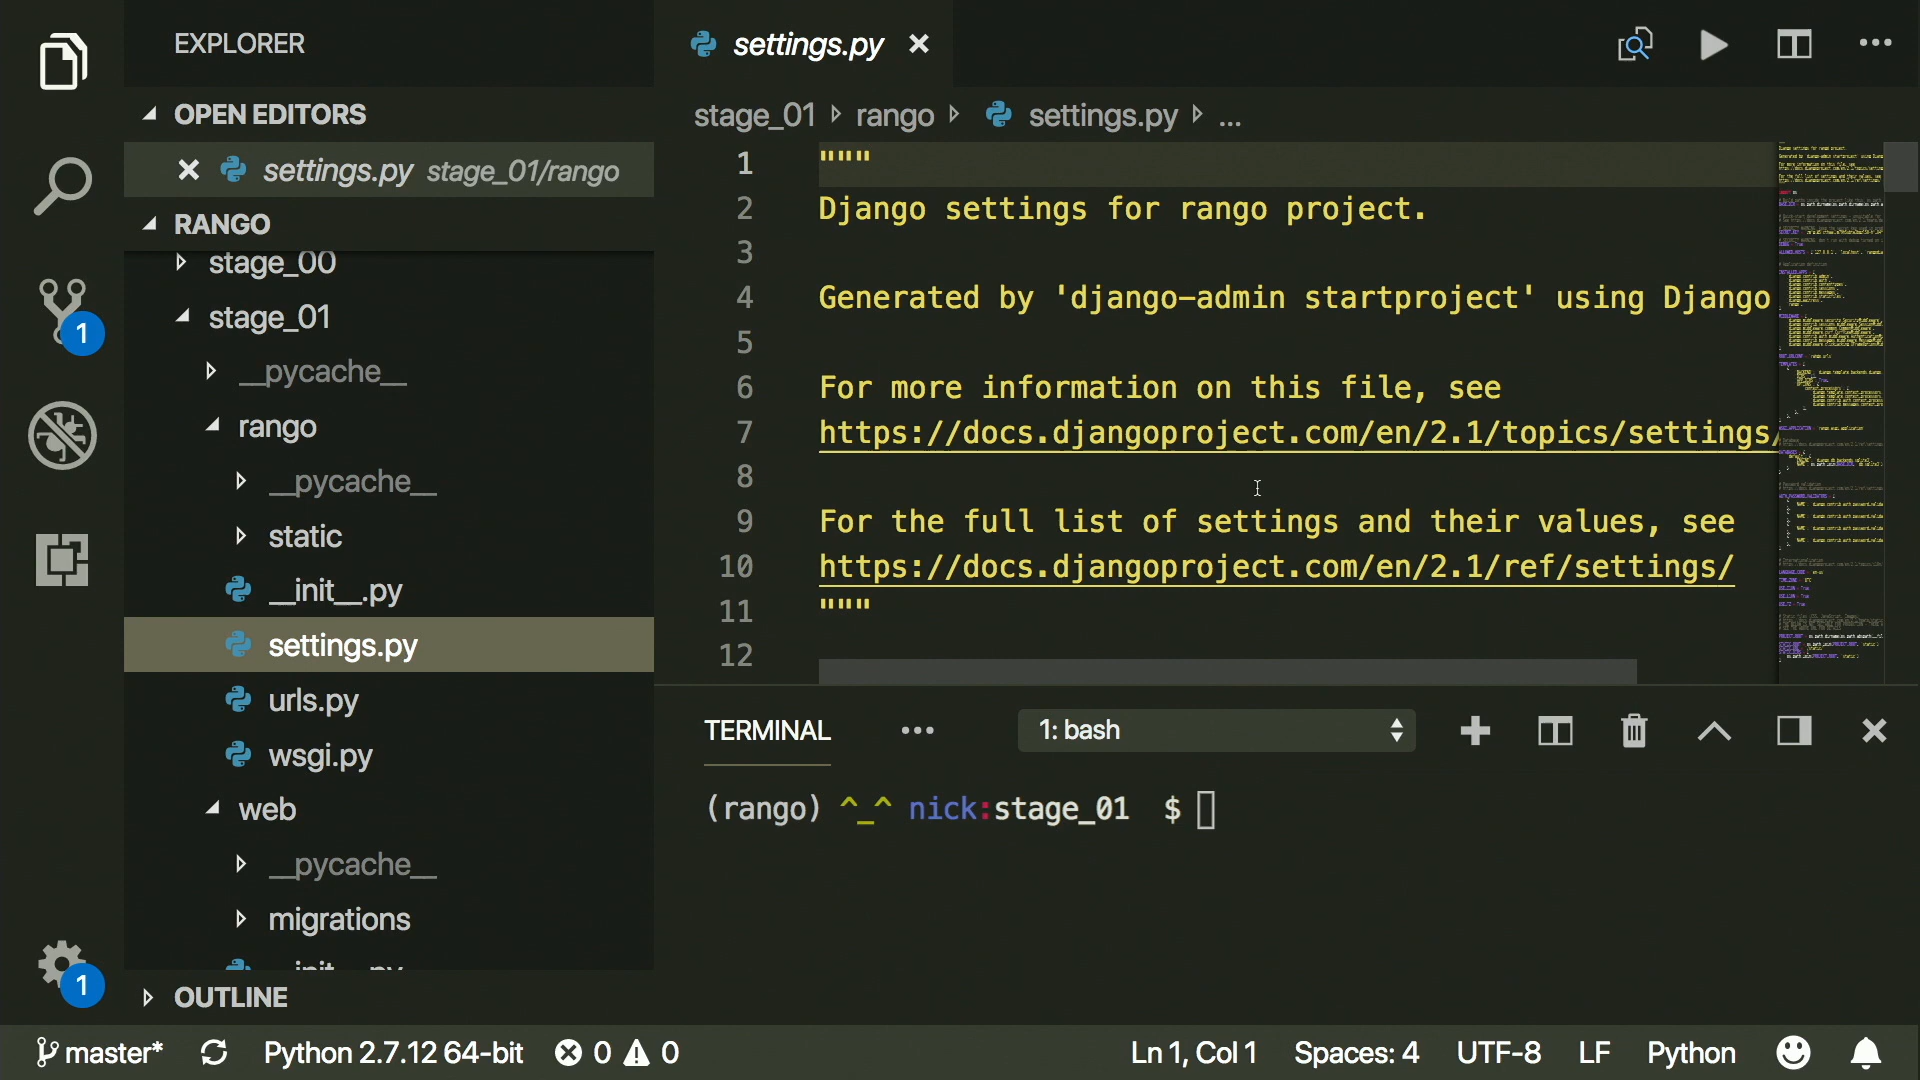 EXPLORER
OPEN EDITORS
settings.py stage_01/rango
RANGO
stage_00
stage_01
__pycache__
rango
__pycache__
static
__init__.py
settings.py
urls.py
wsgi.py
web
__pycache__
migrations
__init__.py
OUTLINE
1
1
settings.py
stage_01 rango settings.py ...
1 """
2 Django settings for rango project.
3
4 Generated by 'django-admin startproject' using Django
5
6 For more information on this file, see
7 https://docs.djangoproject.com/en/2.1/topics/settings/
8
9 For the full list of settings and their values, see
10 https://docs.djangoproject.com/en/2.1/ref/settings/
11 """
12
TERMINAL ... 1: bash
(rango) ^_^ nick:stage_01 $
master* Python 2.7.12 64-bit 0 0 Ln 1, Col 1 Spaces: 4 UTF-8 LF Python